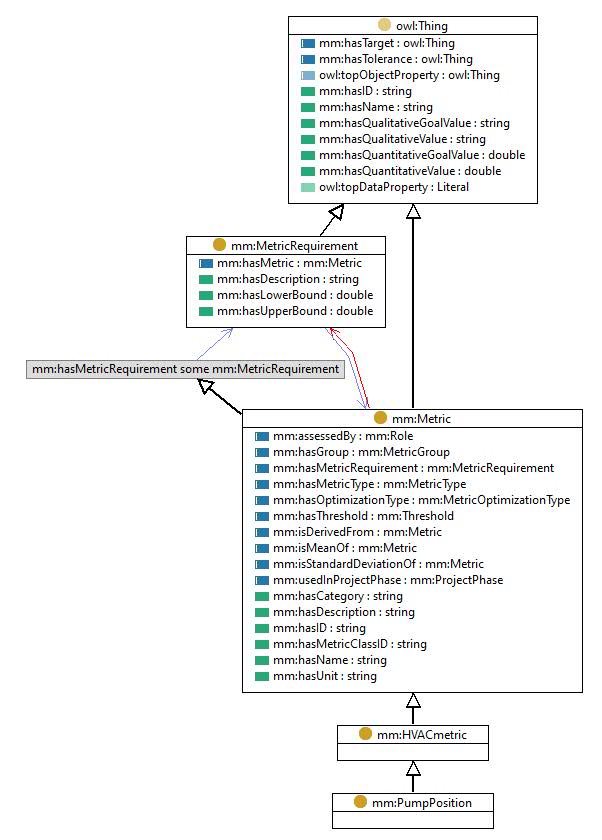 owl:Thing
mm:hasTarget : owl:Thing
mm:hasTolerance : owl:Thing
owl:topObjectProperty : owl:Thing
mm:hasID : string
mm:hasName : string
mm:hasQualitativeGoalValue : string
mm:hasQualitativeValue : string
mm:hasQuantitativeGoalValue : double
mm:hasQuantitativeValue : double
owl:topDataProperty : Literal
mm:MetricRequirement
mm:hasMetric : mm:Metric
mm:hasDescription : string
mm:hasLowerBound : double
mm:hasUpperBound : double
mm:hasMetricRequirement some mm:MetricRequirement
mm:Metric
mm:assessedBy : mm:Role
mm:hasGroup : mm:MetricGroup
mm:hasMetricRequirement : mm:MetricRequirement
mm:hasMetricType : mm:MetricType
mm:hasOptimizationType : mm:MetricOptimizationType
mm:hasThreshold : mm:Threshold
mm:isDerivedFrom : mm:Metric
mm:isMeanOf : mm:Metric
mm:isStandardDeviationOf : mm:Metric
mm:usedInProjectPhase : mm:ProjectPhase
mm:hasCategory : string
mm:hasDescription : string
mm:hasID : string
mm:hasMetricClassID : string
mm:hasName : string
mm:hasUnit : string
mm:HVACmetric
mm:PumpPosition